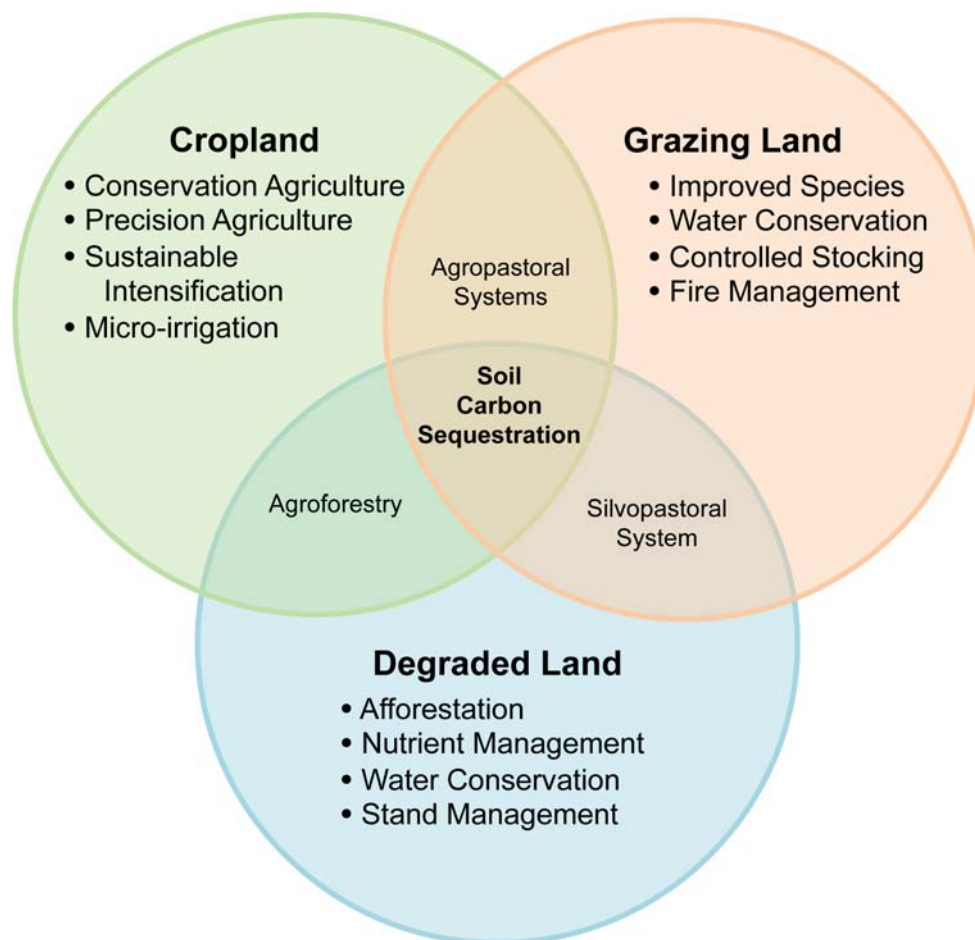 Cropland
• Conservation Agriculture
• Precision Agriculture
• Sustainable
Intensification
• Micro-irrigation
Grazing Land
• Improved Species
• Water Conservation
• Controlled Stocking
• Fire Management
Agropastoral
Systems
Soil
Carbon
Sequestration
Agroforestry
Silvopastoral
System
Degraded Land
• Afforestation
• Nutrient Management
• Water Conservation
• Stand Management